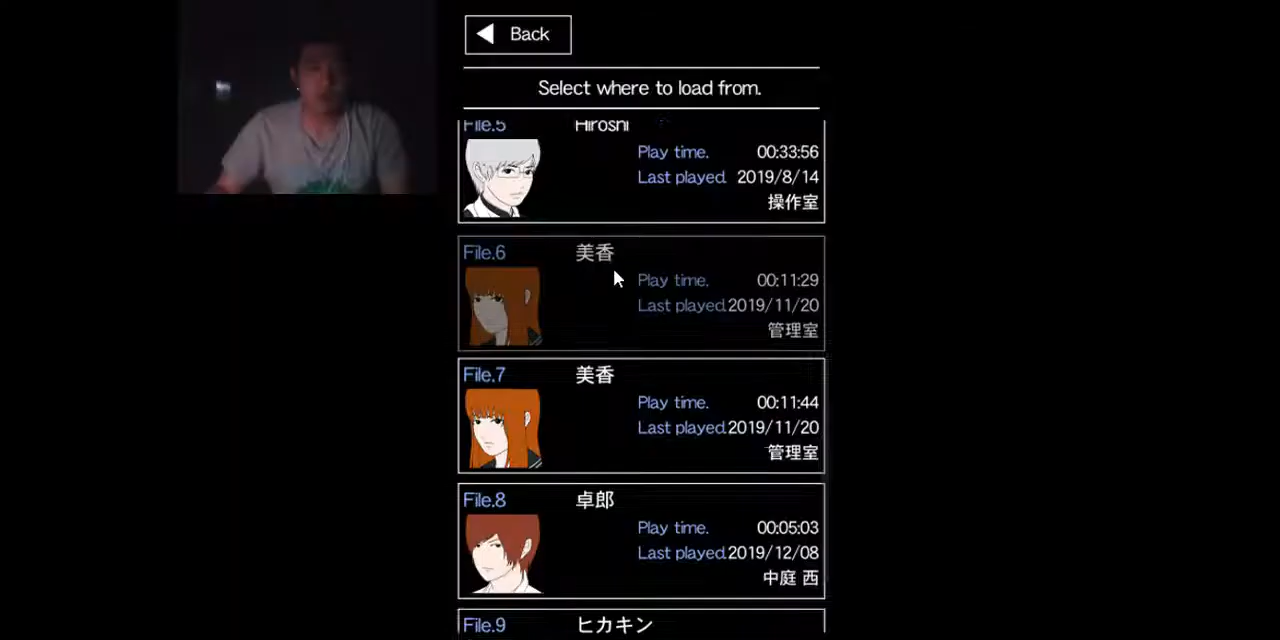 Back
Select where to load from.
File.5 Hiroshi
Play time. 00:33:56
Last played. 2019/8/14
操作室
File.6 美香
Play time. 00:11:29
Last played. 2019/11/20
管理室
File.7 美香
Play time. 00:11:44
Last played. 2019/11/20
管理室
File.8 卓郎
Play time. 00:05:03
Last played. 2019/12/08
中庭 西
File.9 ヒカキン